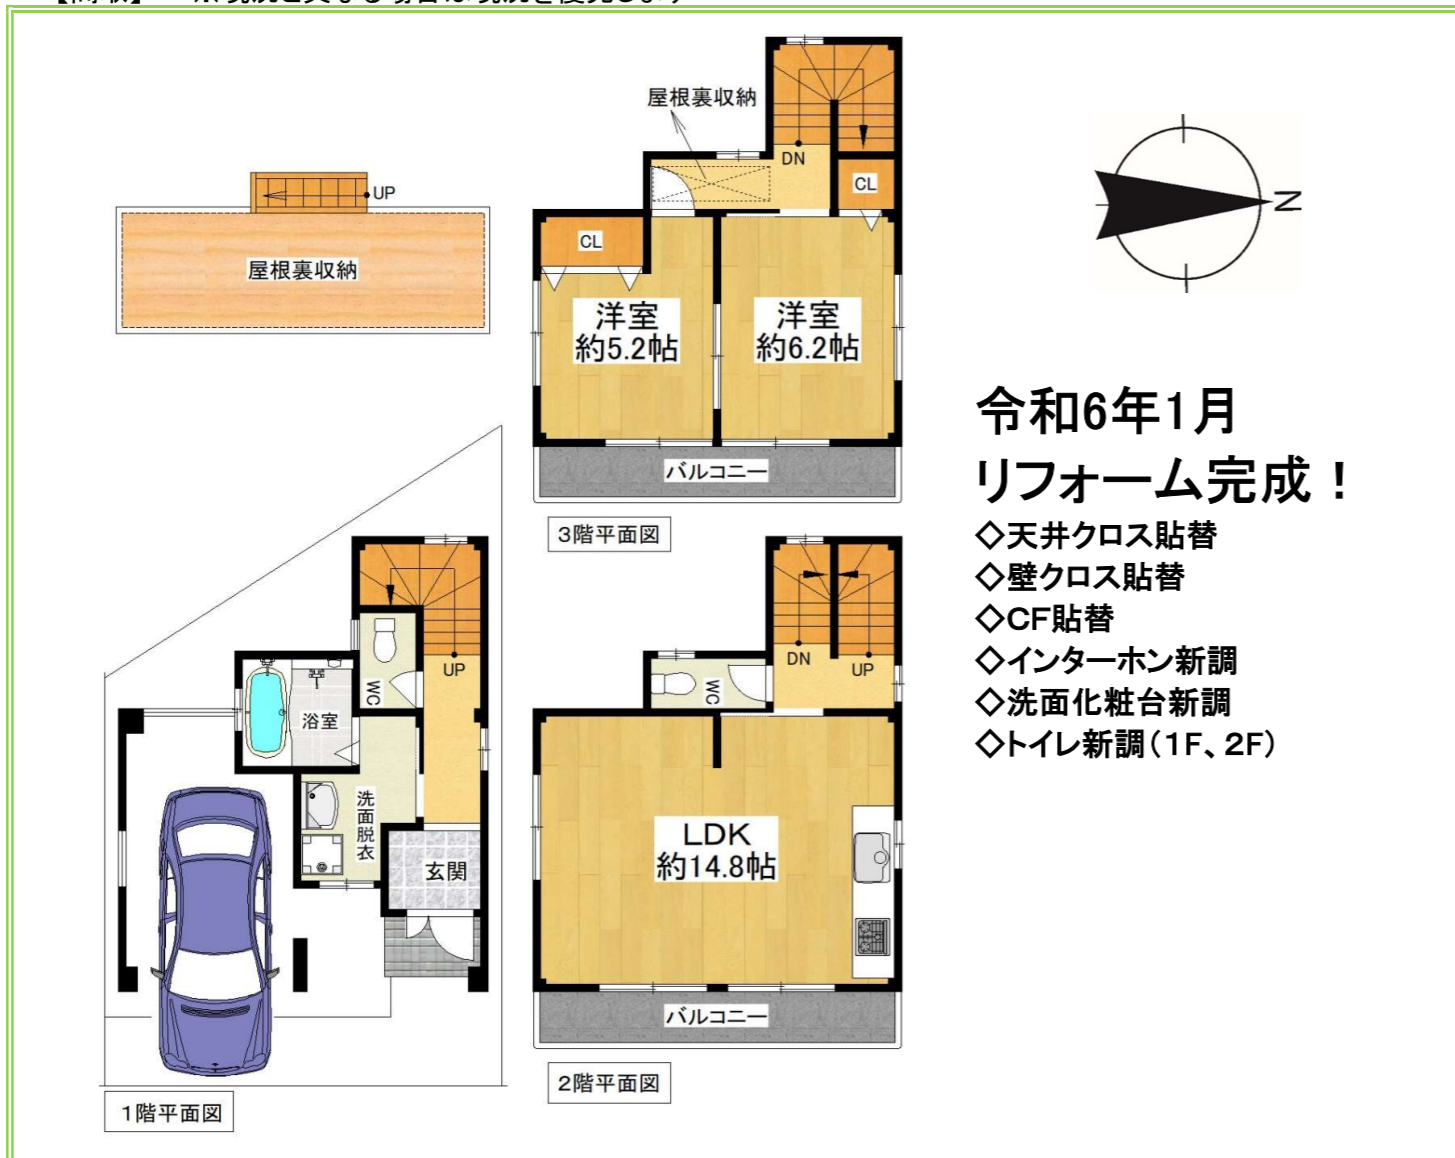 屋根裏収納
DN
CL
UP
屋根裏収納
CL
洋室
約5.2帖
洋室
約6.2帖
バルコニー
3階平面図
N
令和6年1月
リフォーム完成！
◇天井クロス貼替
◇壁クロス貼替
◇CF貼替
◇インターホン新調
◇洗面化粧台新調
◇トイレ新調(1F、2F)
UP
WC
浴室
洗面脱衣
玄関
1階平面図
DN
UP
WC
LDK
約14.8帖
バルコニー
2階平面図